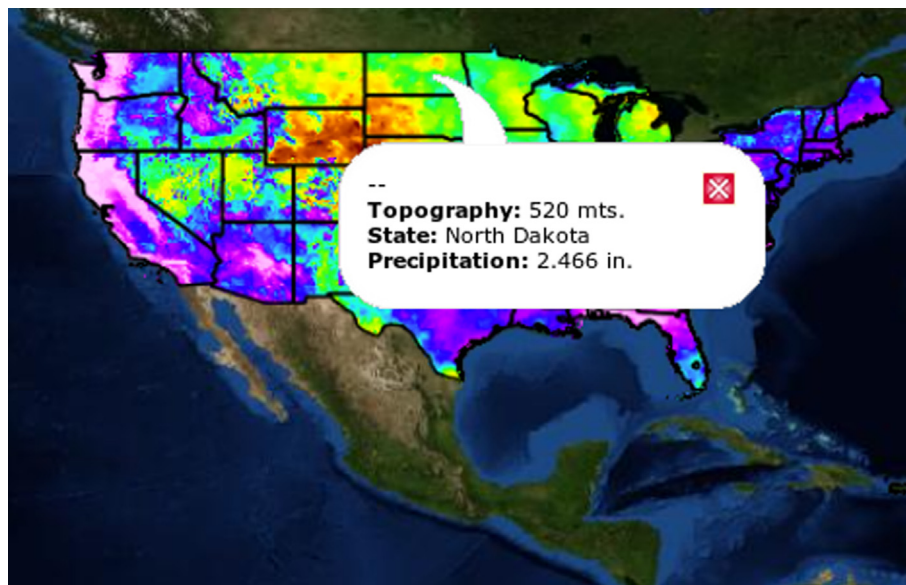 --
Topography: 520 mts.
State: North Dakota
Precipitation: 2.466 in.